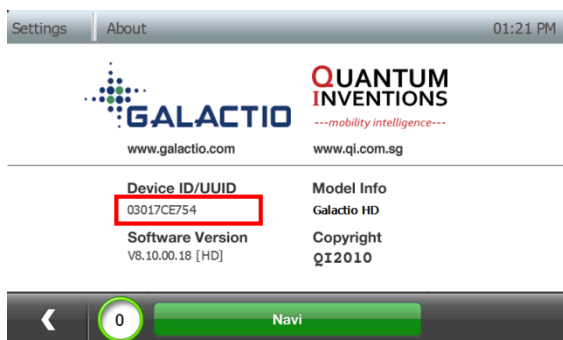 Settings About 01:21 PM
GALACTIO
www.galactio.com
QUANTUM
INVENTIONS
---mobility intelligence---
www.qi.com.sg
Device ID/UUID
03017CE754
Model Info
Galactio HD
Software Version
V8.10.00.18 [HD]
Copyright
QI2010
0
Navi